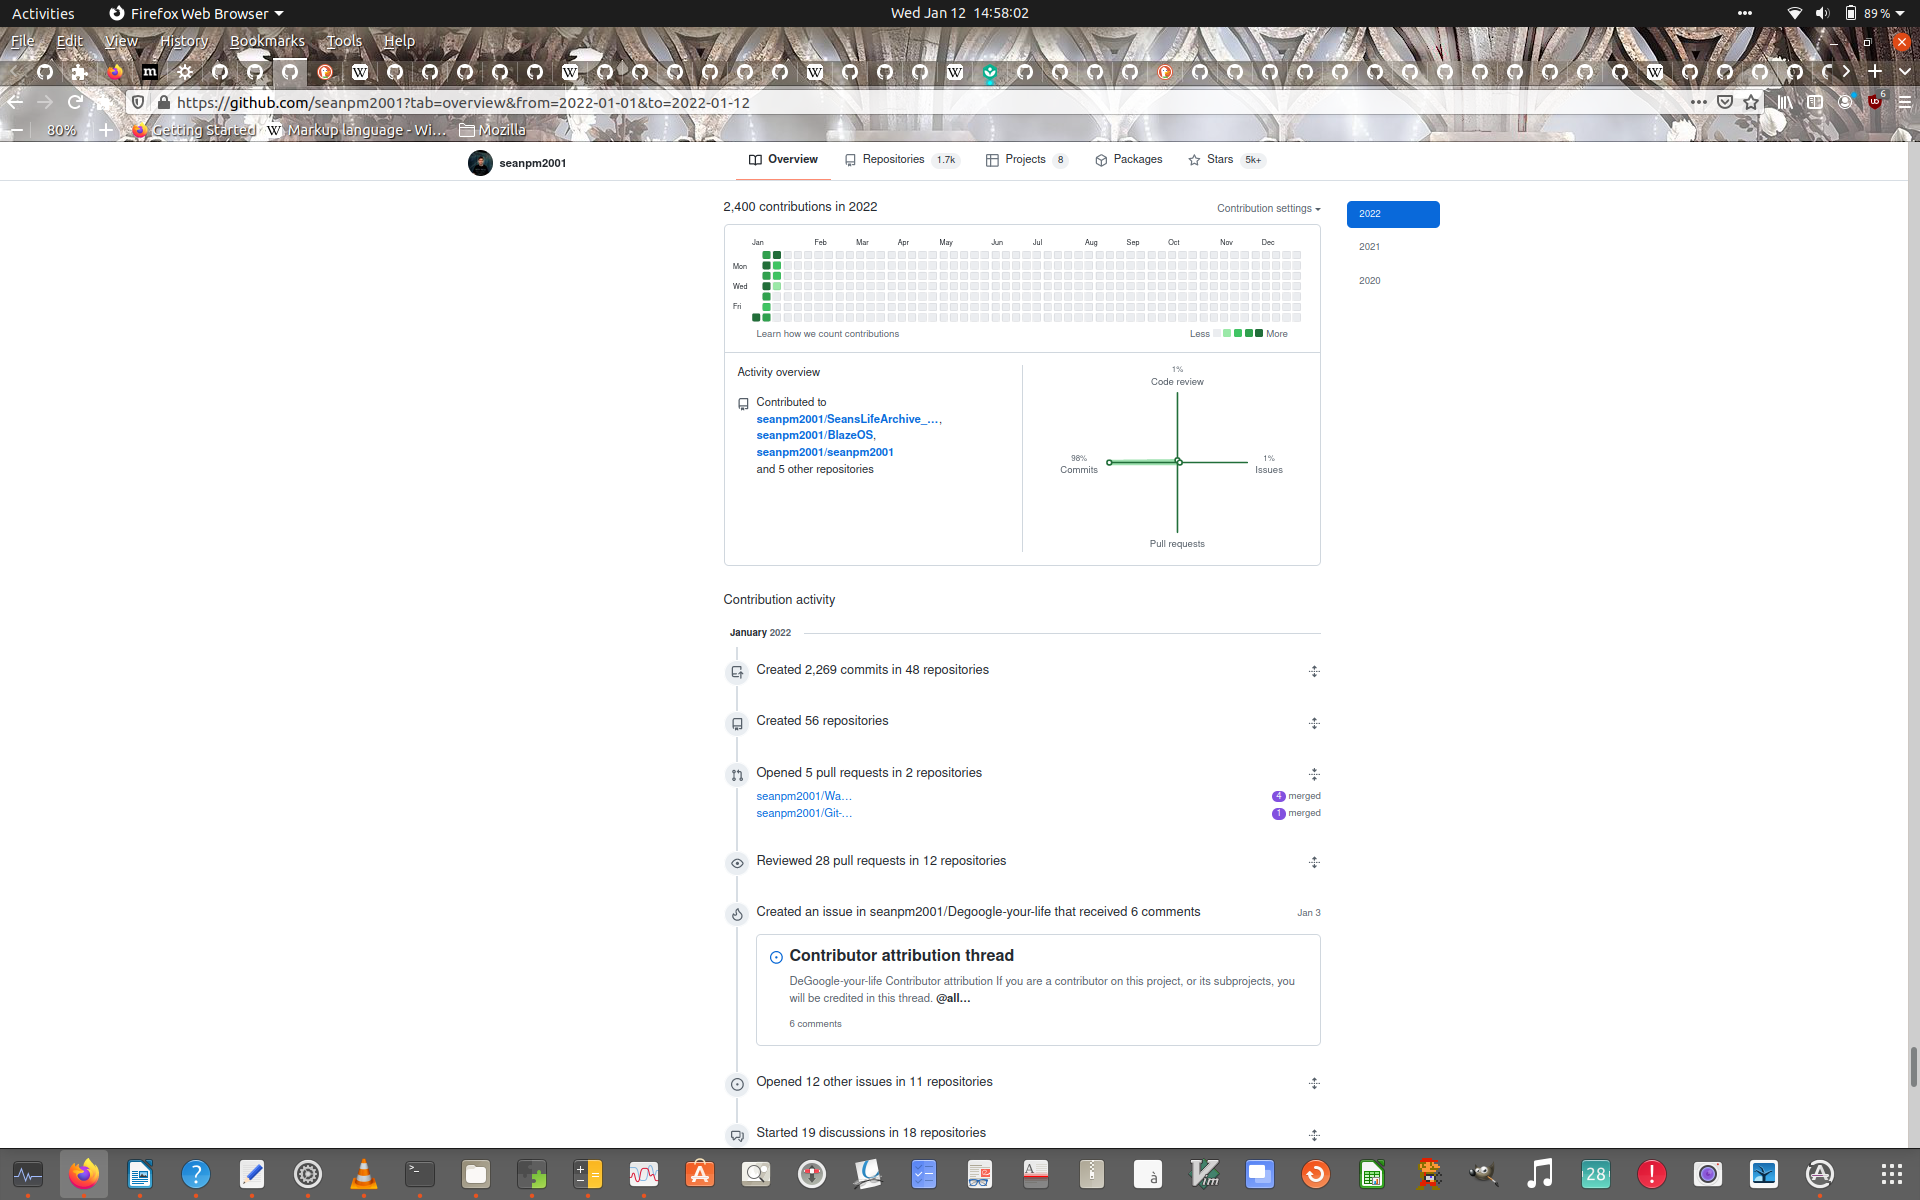 Activities
Firefox Web Browser
Wed Jan 12 14:58:02
89 %
File Edit View History Bookmarks Tools Help
https://github.com/seanpm2001?tab=overview&from=2022-01-01&to=2022-01-12
6
80%
Getting Started
Markup language - Wi...
Mozilla
seanpm2001
Overview
Repositories 1.7k
Projects 8
Packages
Stars 5k+
2,400 contributions in 2022
Contribution settings
2022
2021
2020
Jan Feb Mar Apr May Jun Jul Aug Sep Oct Nov Dec
Mon
Wed
Fri
Learn how we count contributions
Less More
Activity overview
Contributed to
seanpm2001/SeansLifeArchive_…,
seanpm2001/BlazeOS,
seanpm2001/seanpm2001
and 5 other repositories
1%
Code review
98%
Commits
1%
Issues
Pull requests
Contribution activity
January 2022
Created 2,269 commits in 48 repositories
Created 56 repositories
Opened 5 pull requests in 2 repositories
seanpm2001/Wa… 4 merged
seanpm2001/Git-… 1 merged
Reviewed 28 pull requests in 12 repositories
Created an issue in seanpm2001/Degoogle-your-life that received 6 comments
Jan 3
Contributor attribution thread
DeGoogle-your-life Contributor attribution If you are a contributor on this project, or its subprojects, you
will be credited in this thread. @all…
6 comments
Opened 12 other issues in 11 repositories
Started 19 discussions in 18 repositories
28